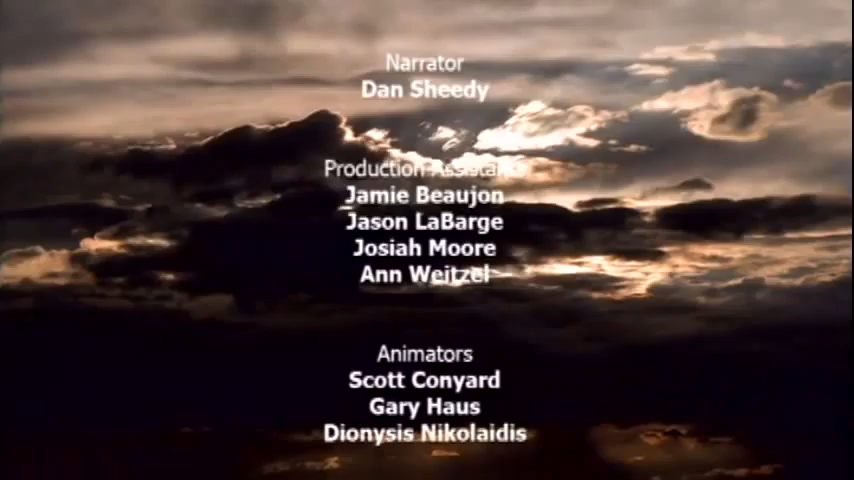 Narrator
Dan Sheedy
Production Assistants
Jamie Beaujon
Jason LaBarge
Josiah Moore
Ann Weitzel
Animators
Scott Conyard
Gary Haus
Dionysis Nikolaidis